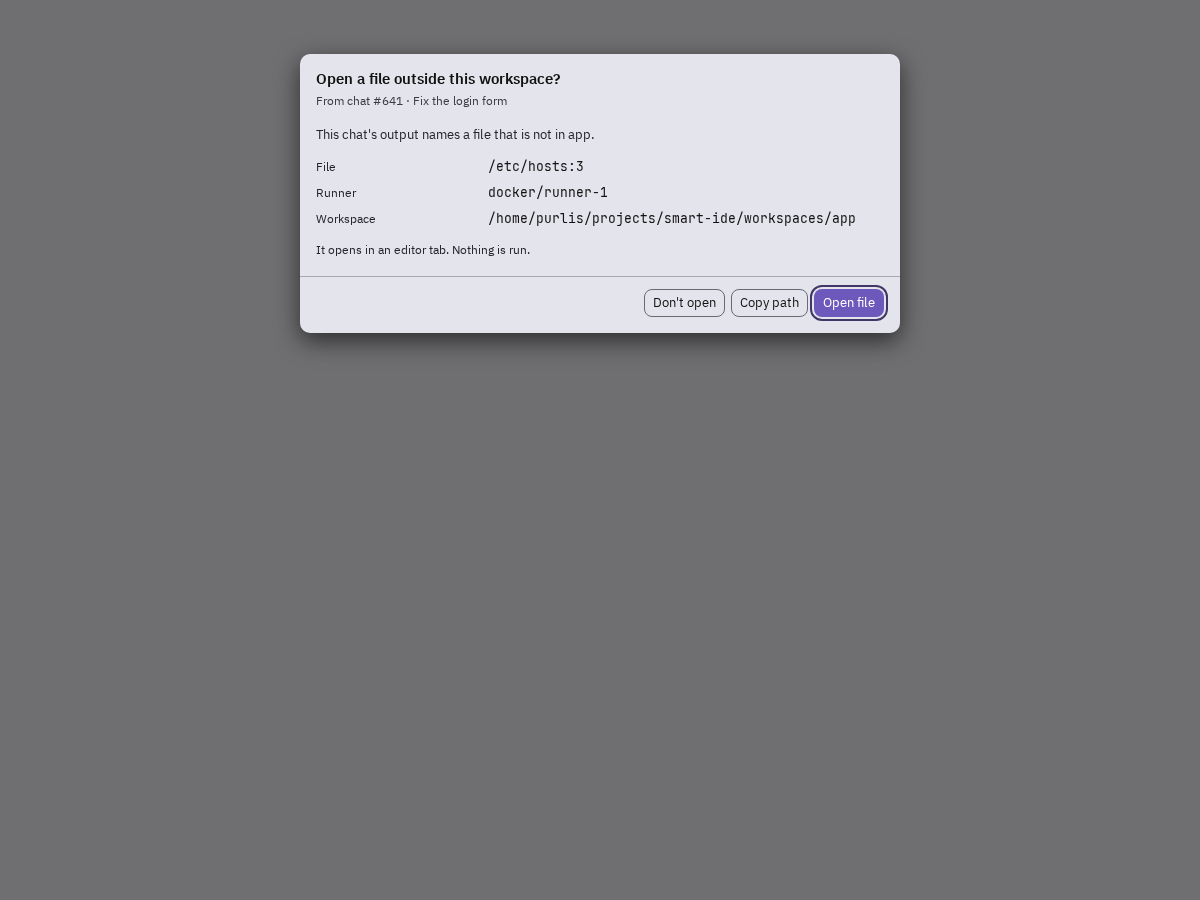 Open a file outside this workspace?
From chat #641 · Fix the login form
This chat's output names a file that is not in app.
File /etc/hosts:3
Runner docker/runner-1
Workspace /home/purlis/projects/smart-ide/workspaces/app
It opens in an editor tab. Nothing is run.
Don't open Copy path Open file